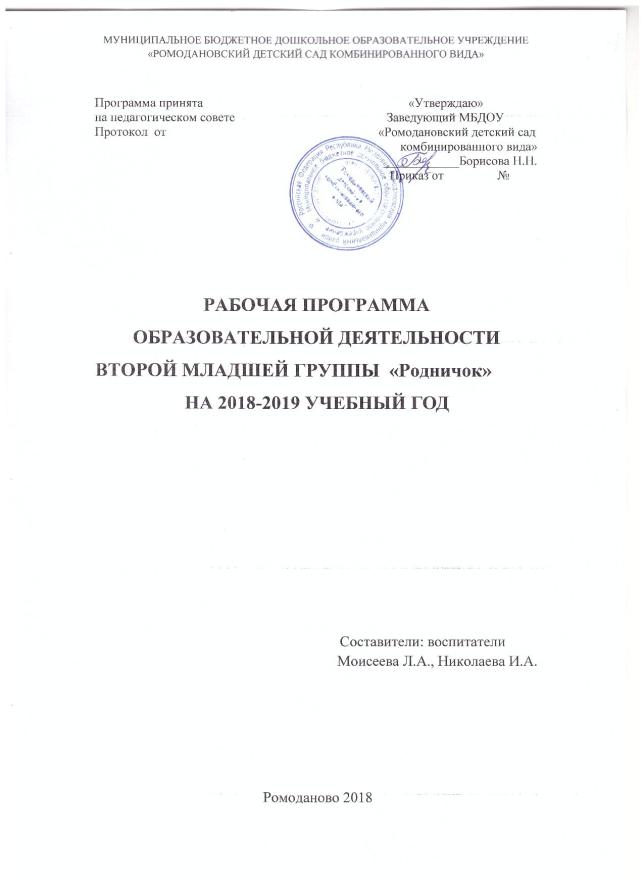 МУНИЦИПАЛЬНОЕ БЮДЖЕТНОЕ ДОШКОЛЬНОЕ ОБРАЗОВАТЕЛЬНОЕ УЧРЕЖДЕНИЕ
«РОМОДАНОВСКИЙ ДЕТСКИЙ САД КОМБИНИРОВАННОГО ВИДА»
Программа принята
на педагогическом совете
Протокол от
«Утверждаю»
Заведующий МБДОУ
«Ромодановский детский сад
комбинированного вида»
Борисова Н.Н.
Приказ от №
РАБОЧАЯ ПРОГРАММА
ОБРАЗОВАТЕЛЬНОЙ ДЕЯТЕЛЬНОСТИ
ВТОРОЙ МЛАДШЕЙ ГРУППЫ «Родничок»
НА 2018-2019 УЧЕБНЫЙ ГОД
Составители: воспитатели
Моисеева Л.А., Николаева И.А.
Ромоданово 2018